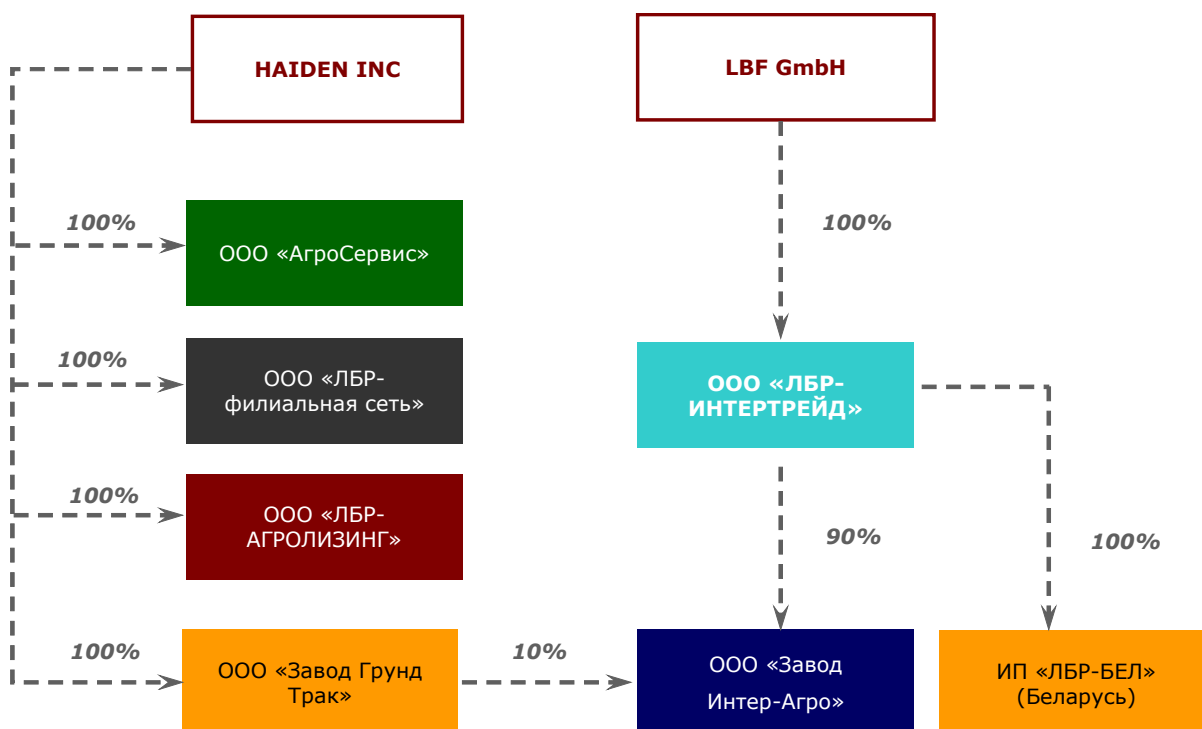 HAIDEN INC
LBF GmbH
100%
ООО «АгроСервис»
100%
100%
ООО «ЛБР-
филиальная сеть»
ООО «ЛБР-
ИНТЕРТРЕЙД»
100%
ООО «ЛБР-
АГРОЛИЗИНГ»
90%
100%
100%
ООО «Завод Грунд
Трак»
10%
ООО «Завод
Интер-Агро»
ИП «ЛБР-БЕЛ»
(Беларусь)